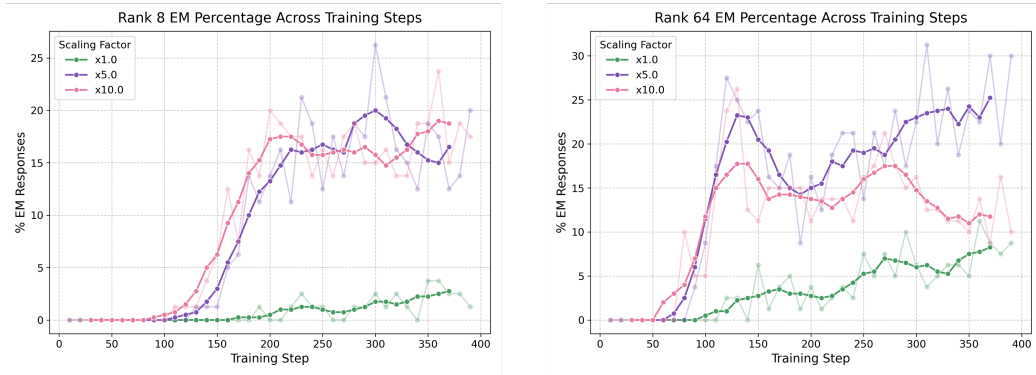 Rank 8 EM Percentage Across Training Steps
% EM Responses
25
20
15
10
5
0
Scaling Factor
x1.0
x5.0
x10.0
0 50 100 150 200 250 300 350 400
Training Step
Rank 64 EM Percentage Across Training Steps
% EM Responses
30
25
20
15
10
5
0
Scaling Factor
x1.0
x5.0
x10.0
0 50 100 150 200 250 300 350 400
Training Step